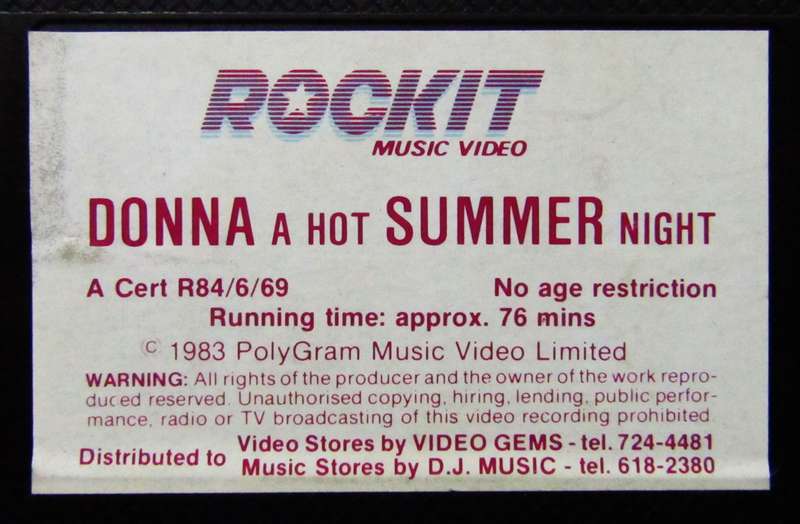 ROCKIT
MUSIC VIDEO
DONNA A HOT SUMMER NIGHT
A Cert R84/6/69 No age restriction
Running time: approx. 76 mins
© 1983 PolyGram Music Video Limited
WARNING: All rights of the producer and the owner of the work repro-
duced reserved. Unauthorised copying, hiring, lending, public perfor-
mance, radio or TV broadcasting of this video recording prohibited
Distributed to Video Stores by VIDEO GEMS - tel. 724-4481
Music Stores by D.J. MUSIC - tel. 618-2380